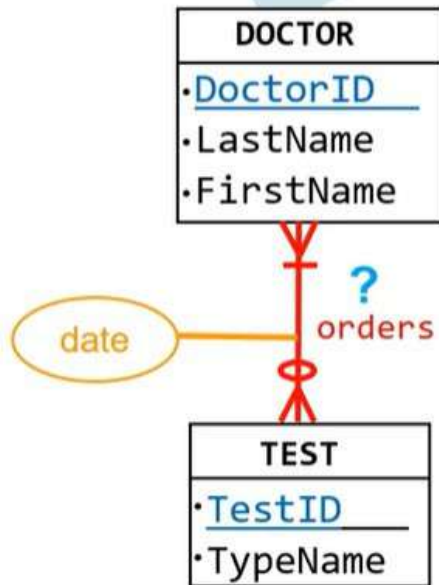 DOCTOR
·DoctorID
·LastName
·FirstName
?
orders
date
TEST
·TestID
·TypeName